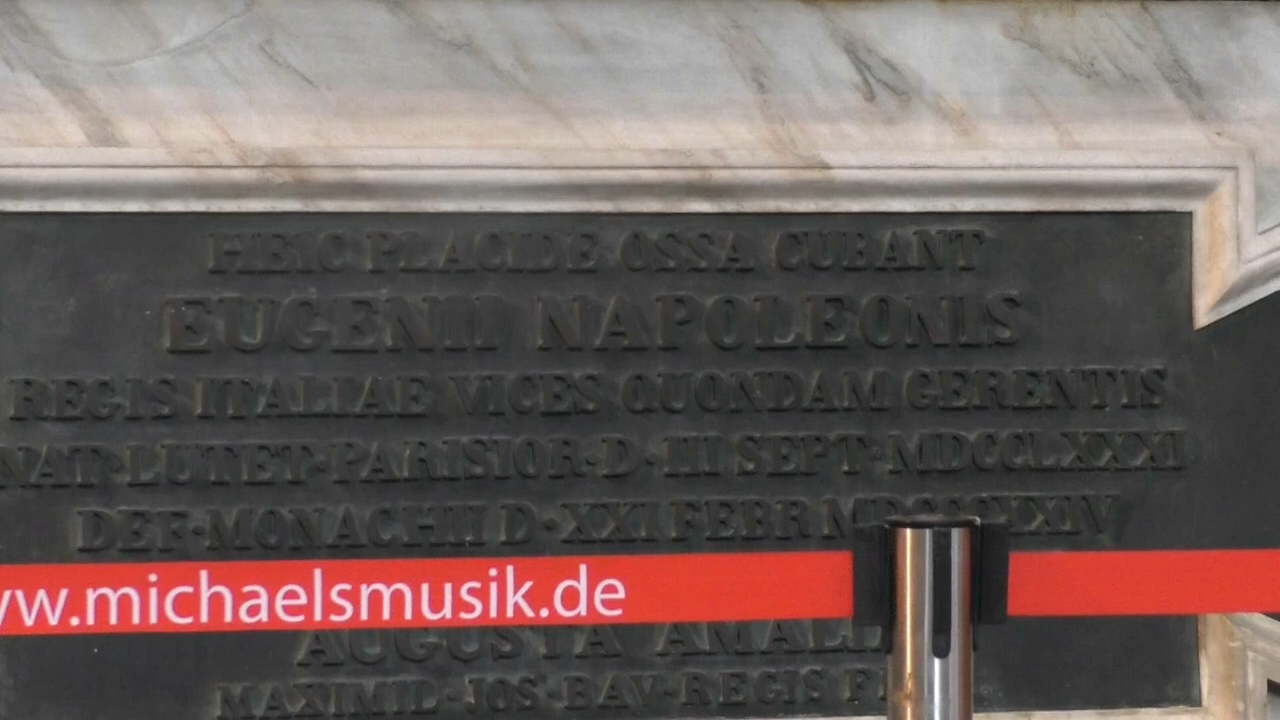 HEIC PLACIDE OSSA CUBANT
EUGENII NAPOLEONIS
REGIS ITALIAE VICES QUONDAM GERENTIS
NAT·LUTET·PARISIOR·D·III SEPT·MDCCLXXXI
DEF·MONACHII D·XXI FEBR
www.michaelsmusik.de
AUGUSTA
MAXIMIL·JOS·BAV·REGIS